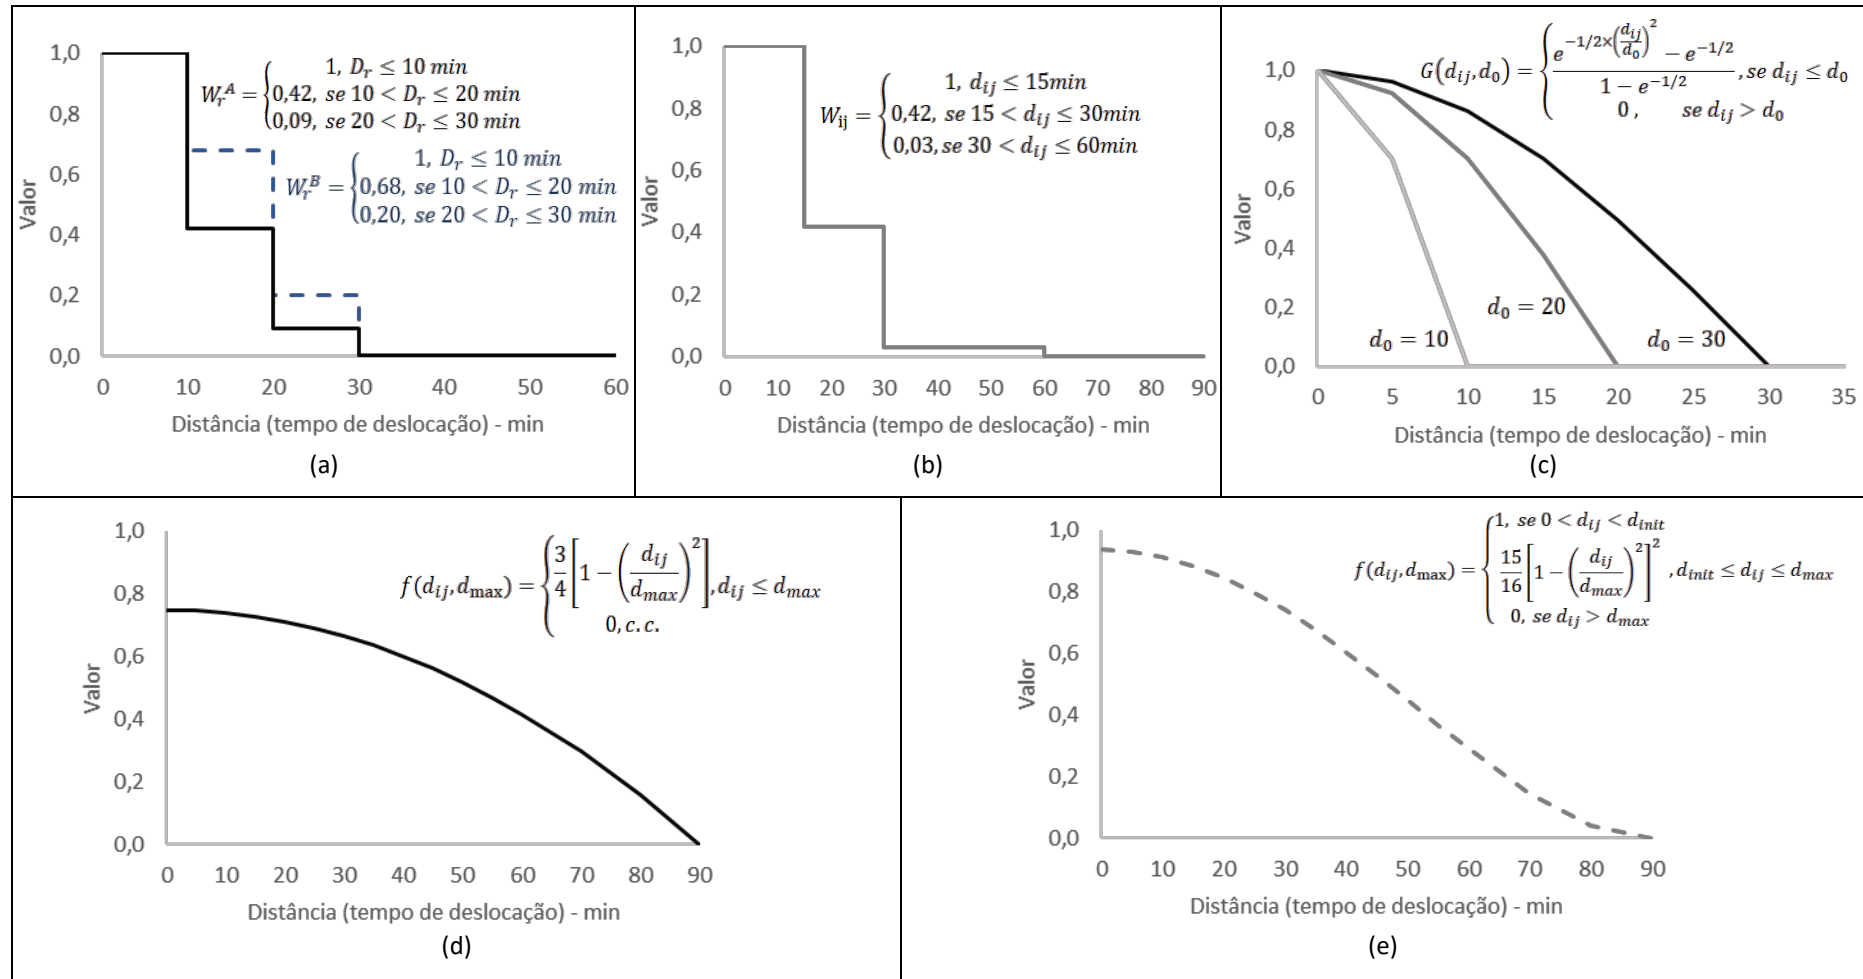 1,0
0,8
0,6
0,4
0,2
0,0
Valor
W_r^A = { 1, D_r ≤ 10 min
0,42, se 10 < D_r ≤ 20 min
0,09, se 20 < D_r ≤ 30 min
W_r^B = { 1, D_r ≤ 10 min
0,68, se 10 < D_r ≤ 20 min
0,20, se 20 < D_r ≤ 30 min
0 10 20 30 40 50 60
Distância (tempo de deslocação) - min
(a)
1,0
0,8
0,6
0,4
0,2
0,0
Valor
W_ij = { 1, d_ij ≤ 15min
0,42, se 15 < d_ij ≤ 30min
0,03, se 30 < d_ij ≤ 60min
0 10 20 30 40 50 60 70 80 90
Distância (tempo de deslocação) - min
(b)
1,0
0,8
0,6
0,4
0,2
0,0
Valor
G(d_ij, d_0) = { (e^{-1/2×(d_ij/d_0)^2} − e^{-1/2}) / (1 − e^{-1/2}), se d_ij ≤ d_0
0, se d_ij > d_0
d_0 = 10
d_0 = 20
d_0 = 30
0 5 10 15 20 25 30 35
Distância (tempo de deslocação) - min
(c)
1,0
0,8
0,6
0,4
0,2
0,0
Valor
f(d_ij, d_max) = { 3/4 [1 − (d_ij/d_max)^2], d_ij ≤ d_max
0, c. c.
0 10 20 30 40 50 60 70 80 90
Distância (tempo de deslocação) - min
(d)
1,0
0,8
0,6
0,4
0,2
0,0
Valor
f(d_ij, d_max) = { 1, se 0 < d_ij < d_init
15/16 [1 − (d_ij/d_max)^2]^2, d_init ≤ d_ij ≤ d_max
0, se d_ij > d_max
0 10 20 30 40 50 60 70 80 90
Distância (tempo de deslocação) - min
(e)